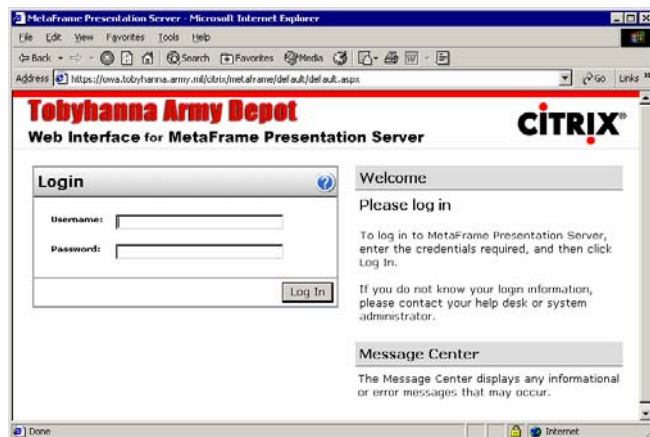 MetaFrame Presentation Server - Microsoft Internet Explorer
File Edit View Favorites Tools Help
Back Search Favorites Media
Address https://owa.tobyhanna.army.mil/citrix/metaframe/default/default.aspx Go Links »
Tobyhanna Army Depot
CITRIX®
Web Interface for MetaFrame Presentation Server
Login
Username:
Password:
Log In
Welcome
Please log in
To log in to MetaFrame Presentation Server,
enter the credentials required, and then click
Log In.
If you do not know your login information,
please contact your help desk or system
administrator.
Message Center
The Message Center displays any informational
or error messages that may occur.
Done Internet